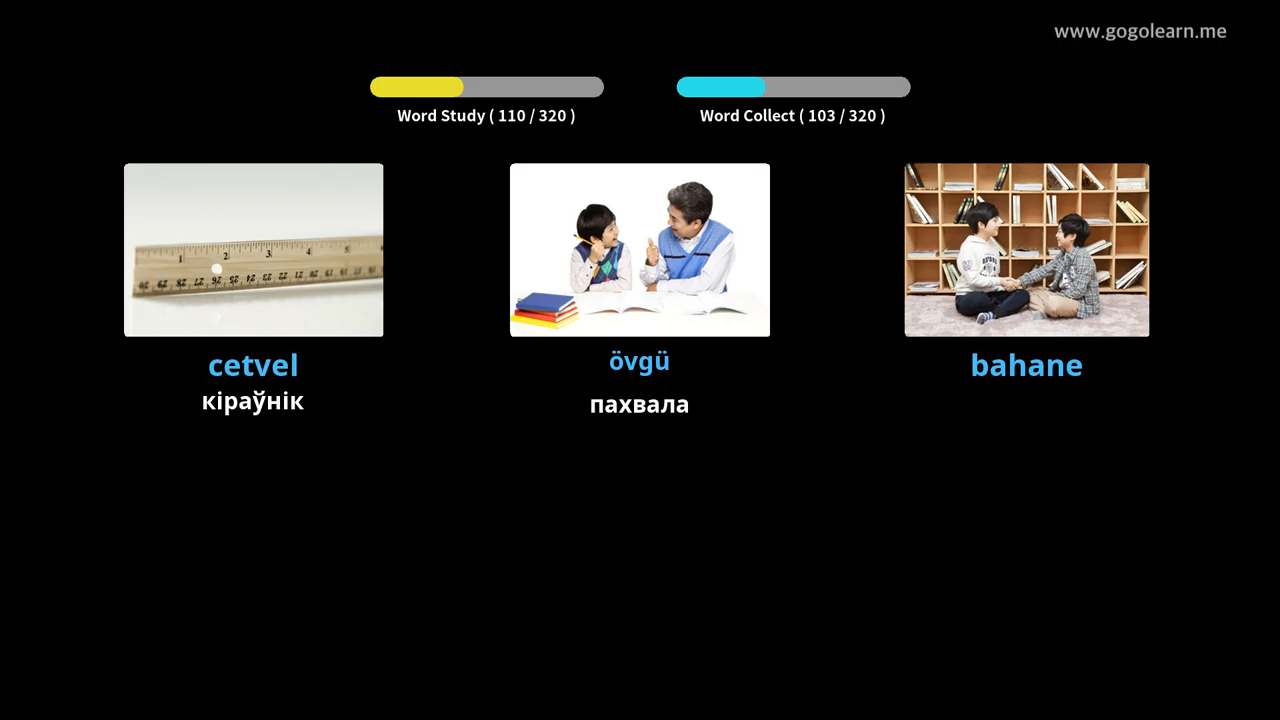 www.gogolearn.me
Word Study ( 110 / 320 )
Word Collect ( 103 / 320 )
cetvel
кіраўнік
övgü
пахвала
bahane